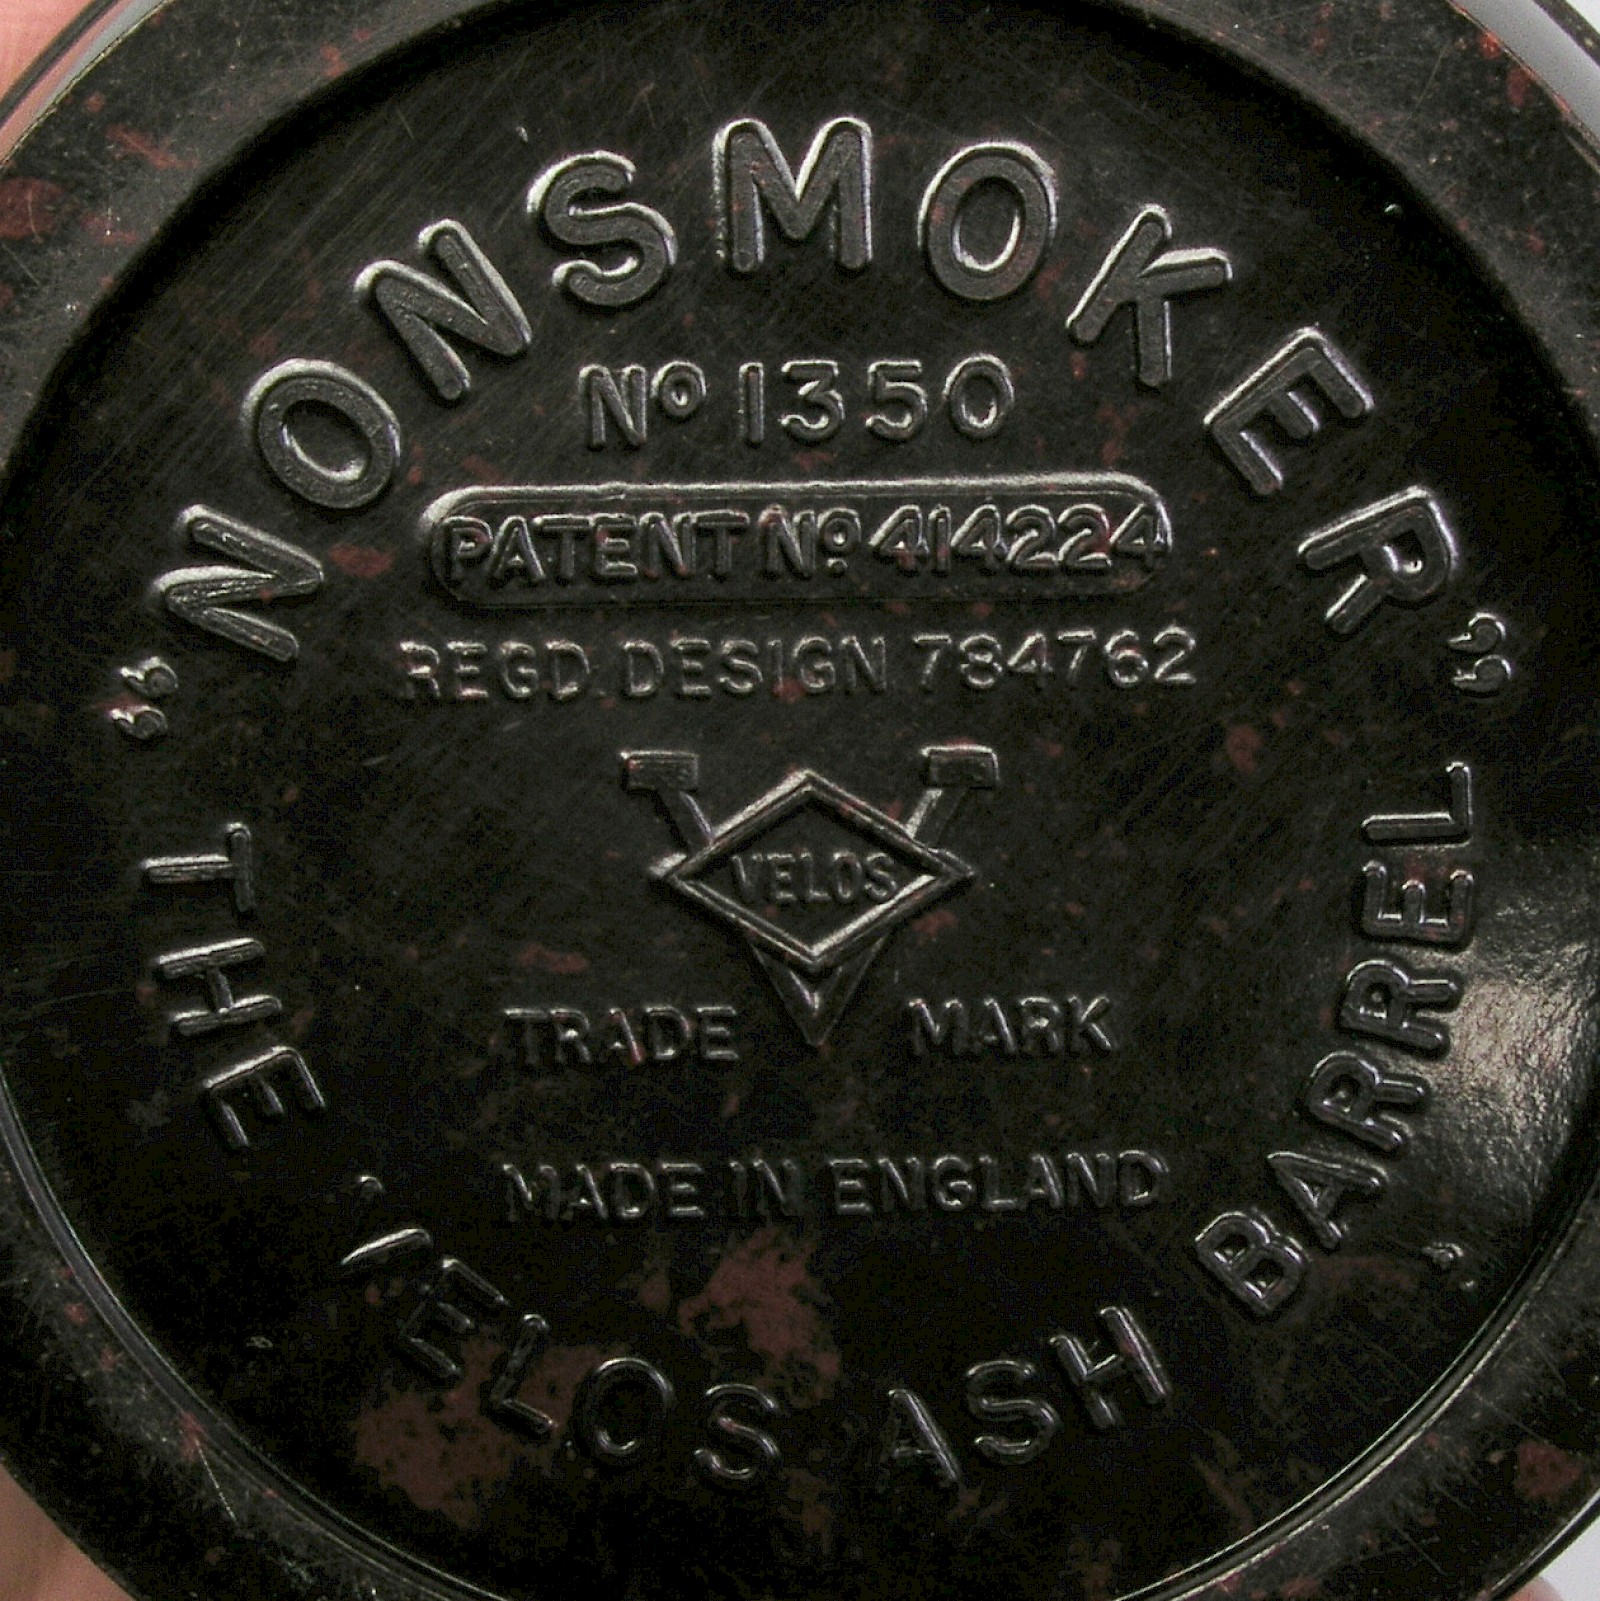 "NONSMOKER"
Nº 1350
PATENT Nº 414224
REGD. DESIGN 784762
VELOS
TRADE MARK
MADE IN ENGLAND
THE 'VELOS ASH BARREL'